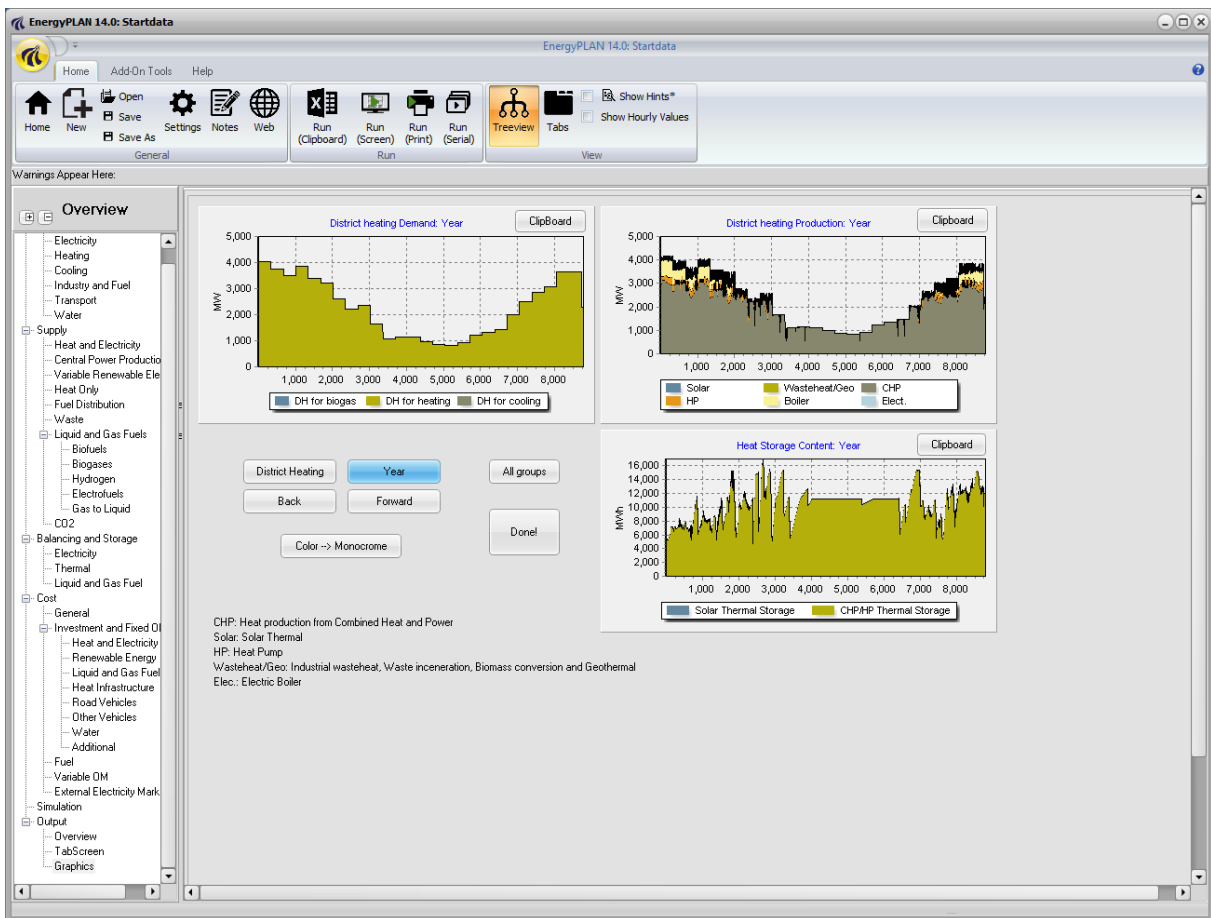 EnergyPLAN 14.0: Startdata
EnergyPLAN 14.0: Startdata
Home Add-On Tools Help
Home
New
Open
Save
Save As
Settings
Notes
Web
General
Run (Clipboard)
Run (Screen)
Run (Print)
Run (Serial)
Run
Treeview
Tabs
Show Hints*
Show Hourly Values
View
Warnings Appear Here:
Overview
Electricity
Heating
Cooling
Industry and Fuel
Transport
Water
Supply
Heat and Electricity
Central Power Productio
Variable Renewable Ele
Heat Only
Fuel Distribution
Waste
Liquid and Gas Fuels
Biofuels
Biogases
Hydrogen
Electrofuels
Gas to Liquid
CO2
Balancing and Storage
Electricity
Thermal
Liquid and Gas Fuel
Cost
General
Investment and Fixed OI
Heat and Electricity
Renewable Energy
Liquid and Gas Fuel
Heat Infrastructure
Road Vehicles
Other Vehicles
Water
Additional
Fuel
Variable OM
External Electricity Mark
Simulation
Output
Overview
TabScreen
Graphics
District heating Demand: Year
ClipBoard
5,000
4,000
3,000
2,000
1,000
0
MW
1,000 2,000 3,000 4,000 5,000 6,000 7,000 8,000
DH for biogas DH for heating DH for cooling
District heating Production: Year
Clipboard
5,000
4,000
3,000
2,000
1,000
0
MW
1,000 2,000 3,000 4,000 5,000 6,000 7,000 8,000
Solar Wasteheat/Geo CHP
HP Boiler Elect.
District Heating Year All groups
Back Forward
Done!
Color --> Monocrome
Heat Storage Content: Year
Clipboard
16,000
14,000
12,000
10,000
8,000
6,000
4,000
2,000
0
MWh
1,000 2,000 3,000 4,000 5,000 6,000 7,000 8,000
Solar Thermal Storage CHP/HP Thermal Storage
CHP: Heat production from Combined Heat and Power
Solar: Solar Thermal
HP: Heat Pump
Wasteheat/Geo: Industrial wasteheat, Waste inceneration, Biomass conversion and Geothermal
Elec.: Electric Boiler